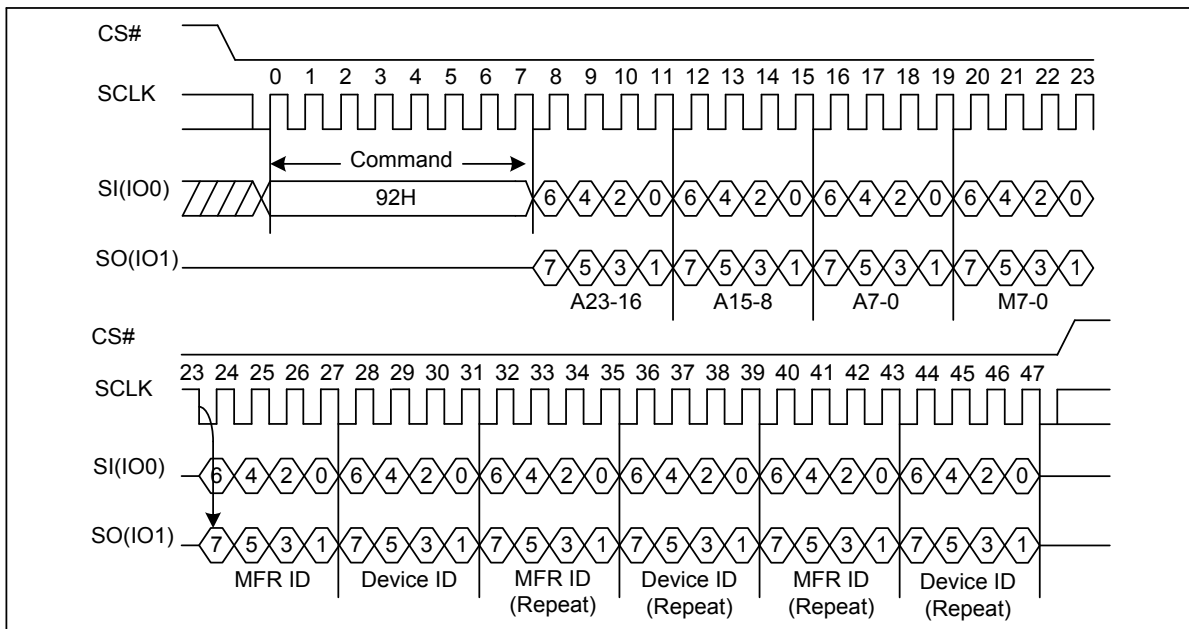 CS#
0 1 2 3 4 5 6 7 8 9 10 11 12 13 14 15 16 17 18 19 20 21 22 23
SCLK
Command
SI(IO0)
92H
6 4 2 0 6 4 2 0 6 4 2 0 6 4 2 0
SO(IO1)
7 5 3 1 7 5 3 1 7 5 3 1 7 5 3 1
A23-16 A15-8 A7-0 M7-0
CS#
23 24 25 26 27 28 29 30 31 32 33 34 35 36 37 38 39 40 41 42 43 44 45 46 47
SCLK
SI(IO0)
6 4 2 0 6 4 2 0 6 4 2 0 6 4 2 0 6 4 2 0 6 4 2 0
SO(IO1)
7 5 3 1 7 5 3 1 7 5 3 1 7 5 3 1 7 5 3 1 7 5 3 1
MFR ID
Device ID
MFR ID
(Repeat)
Device ID
(Repeat)
MFR ID
(Repeat)
Device ID
(Repeat)